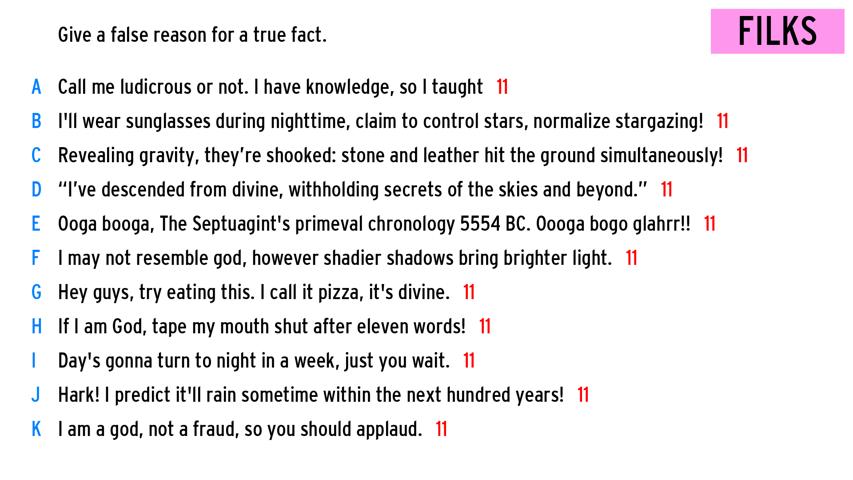 Give a false reason for a true fact.
FILKS
A Call me ludicrous or not. I have knowledge, so I taught 11
B I'll wear sunglasses during nighttime, claim to control stars, normalize stargazing! 11
C Revealing gravity, they’re shooked: stone and leather hit the ground simultaneously! 11
D “I’ve descended from divine, withholding secrets of the skies and beyond.” 11
E Ooga booga, The Septuagint's primeval chronology 5554 BC. Oooga bogo glahrr!! 11
F I may not resemble god, however shadier shadows bring brighter light. 11
G Hey guys, try eating this. I call it pizza, it's divine. 11
H If I am God, tape my mouth shut after eleven words! 11
I Day's gonna turn to night in a week, just you wait. 11
J Hark! I predict it'll rain sometime within the next hundred years! 11
K I am a god, not a fraud, so you should applaud. 11